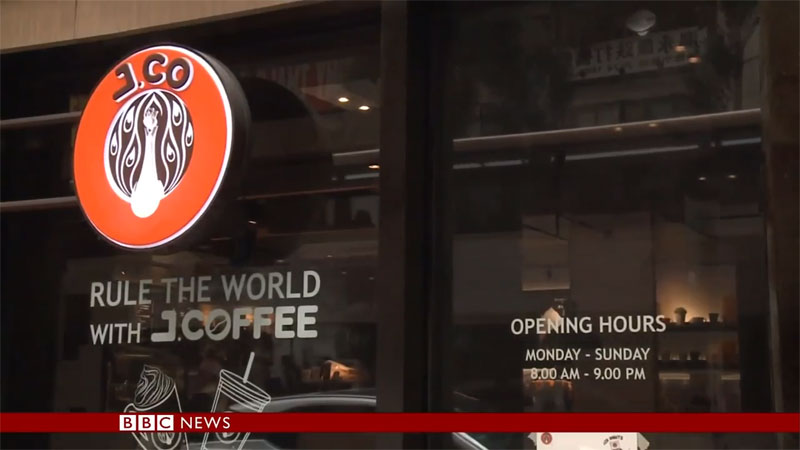 J.CO
RULE THE WORLD
WITH J.COFFEE
OPENING HOURS
MONDAY - SUNDAY
8.00 AM - 9.00 PM
BBC NEWS